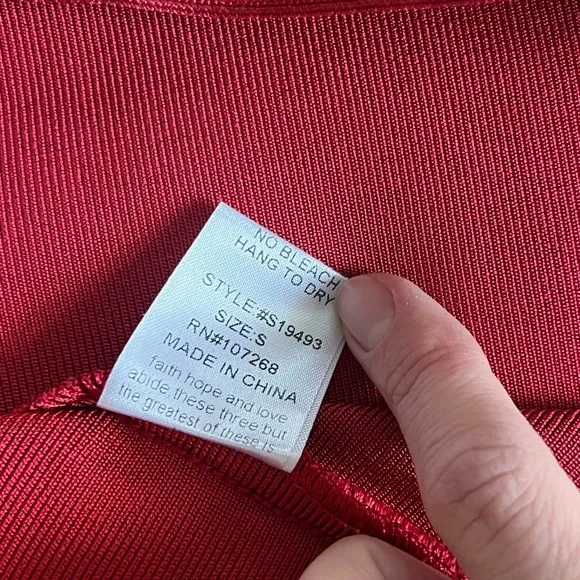 NO BLEACH
HANG TO DRY
STYLE:#S19493
SIZE:S
RN#107268
MADE IN CHINA
faith hope and love
abide,these three but
the greatest of these is